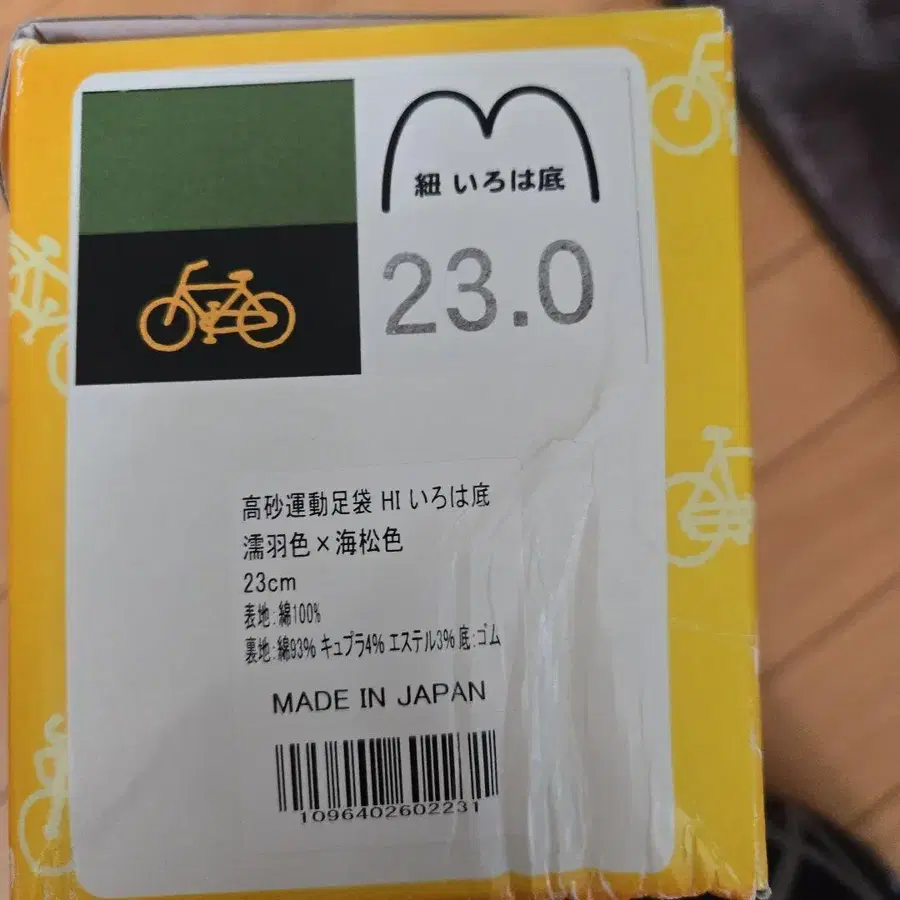 紐 いろは底
23.0
高砂運動足袋 HI いろは底
濡羽色×海松色
23cm
表地:綿100%
裏地:綿93% キュプラ4% エステル3% 底:ゴム
MADE IN JAPAN
1096402602231